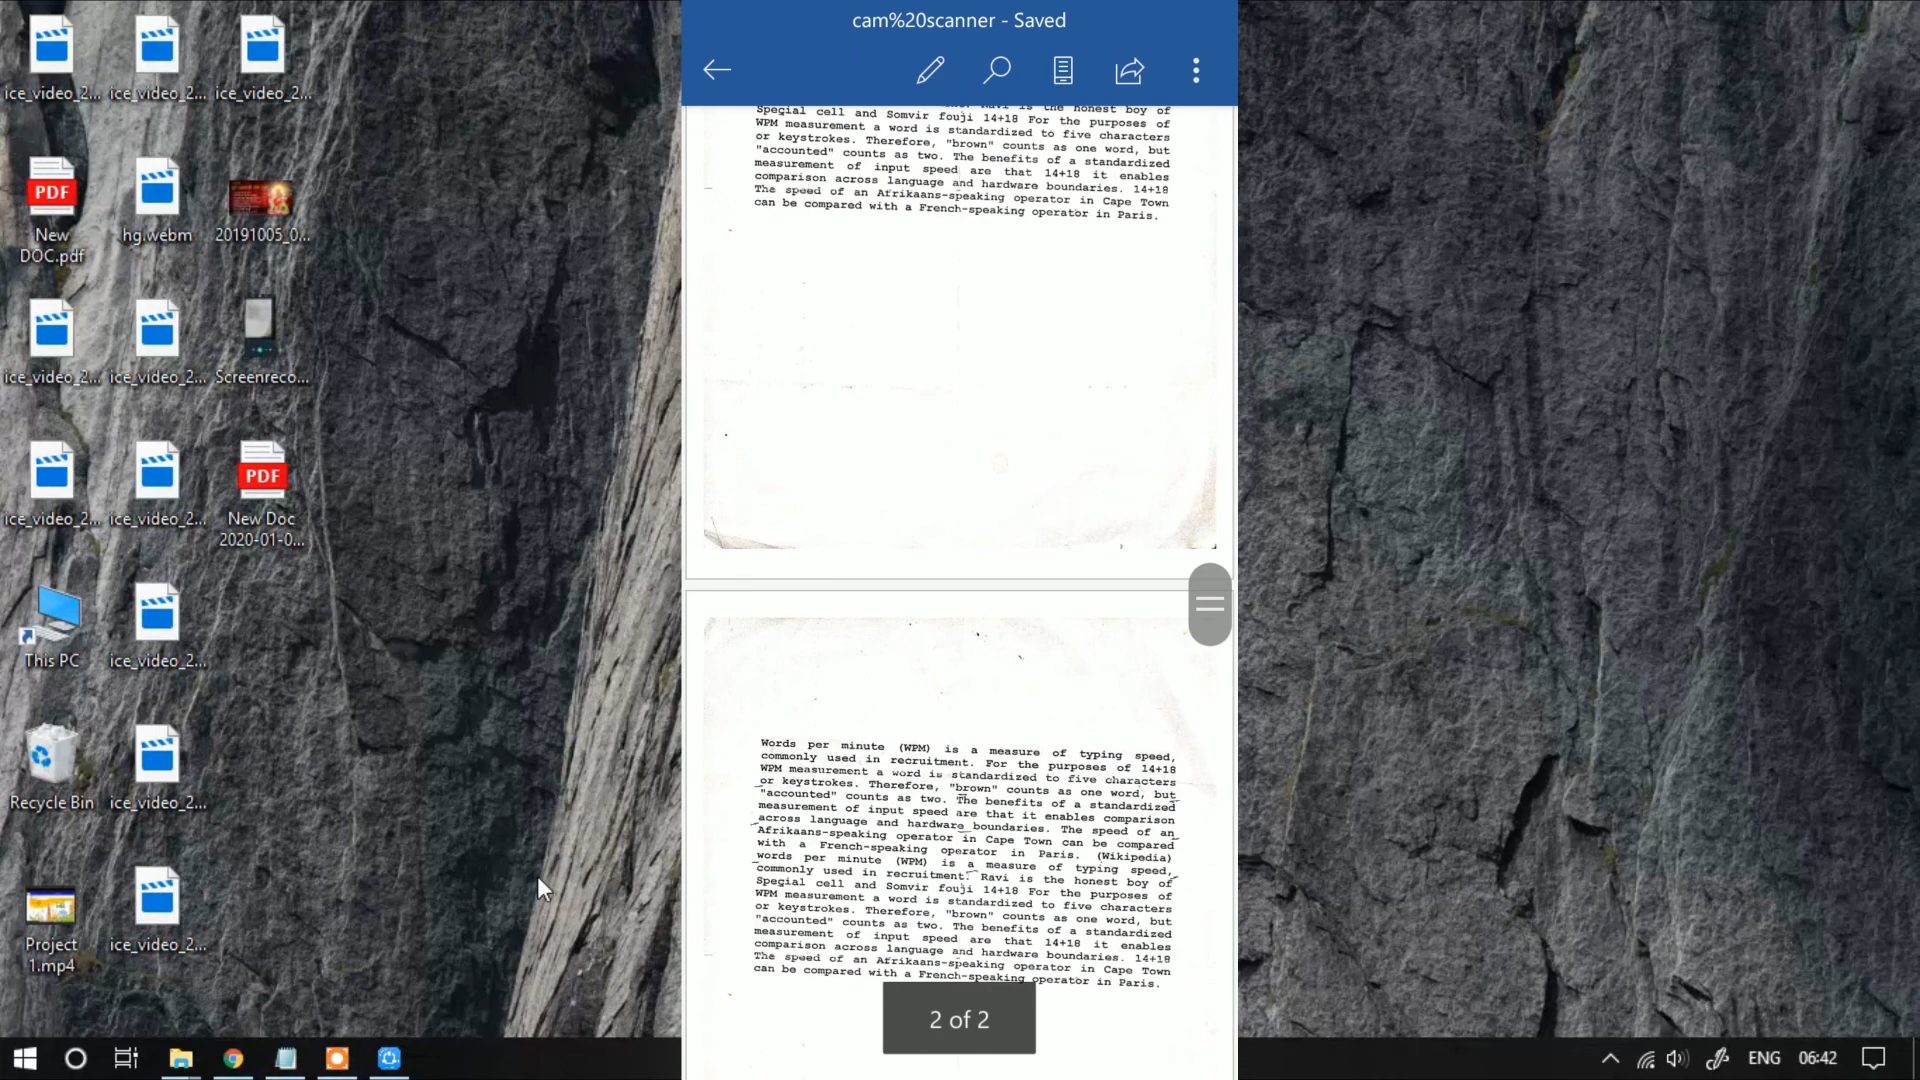 cam%20scanner - Saved
Special cell and Somvir fouji 14+18 For the purposes of
WPM measurement a word is standardized to five characters
or keystrokes. Therefore, "brown" counts as one word, but
"accounted" counts as two. The benefits of a standardized
measurement of input speed are that 14+18 it enables
comparison across language and hardware boundaries. 14+18
The speed of an Afrikaans-speaking operator in Cape Town
can be compared with a French-speaking operator in Paris.
Words per minute (WPM) is a measure of typing speed,
commonly used in recruitment. For the purposes of 14+18
WPM measurement a word is standardized to five characters
or keystrokes. Therefore, "brown" counts as one word, but
"accounted" counts as two. The benefits of a standardized
measurement of input speed are that it enables comparison
across language and hardware boundaries. The speed of an
Afrikaans-speaking operator in Cape Town can be compared
with a French-speaking operator in Paris. (Wikipedia)
words per minute (WPM) is a measure of typing speed,
commonly used in recruitment. Ravi is the honest boy of
Special cell and Somvir fouji 14+18 For the purposes of
WPM measurement a word is standardized to five characters
or keystrokes. Therefore, "brown" counts as one word, but
"accounted" counts as two. The benefits of a standardized
measurement of input speed are that 14+18 it enables
comparison across language and hardware boundaries. 14+18
The speed of an Afrikaans-speaking operator in Cape Town
can be compared with a French-speaking operator in Paris.
2 of 2
ice_video_2... ice_video_2... ice_video_2...
PDF
New
DOC.pdf
hg.webm
20191005_0...
ice_video_2... ice_video_2... Screenreco...
PDF
ice_video_2... ice_video_2...
New Doc
2020-01-0...
This PC
ice_video_2...
Recycle Bin
ice_video_2...
Project
1.mp4
ice_video_2...
ENG
06:42